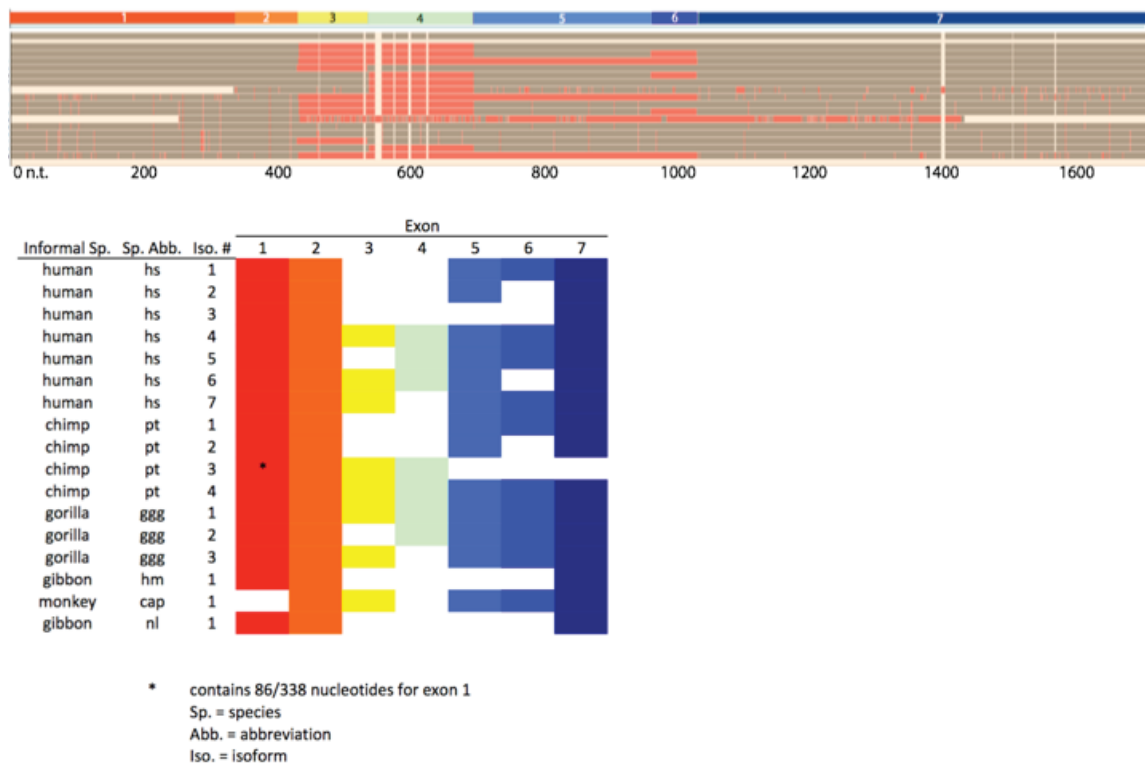 1 2 3 4 5 6 7
0 n.t. 200 400 600 800 1000 1200 1400 1600
Exon
Informal Sp. Sp. Abb. Iso. # 1 2 3 4 5 6 7
human hs 1
human hs 2
human hs 3
human hs 4
human hs 5
human hs 6
human hs 7
chimp pt 1
chimp pt 2
chimp pt 3 *
chimp pt 4
gorilla ggg 1
gorilla ggg 2
gorilla ggg 3
gibbon hm 1
monkey cap 1
gibbon nl 1
* contains 86/338 nucleotides for exon 1
Sp. = species
Abb. = abbreviation
Iso. = isoform